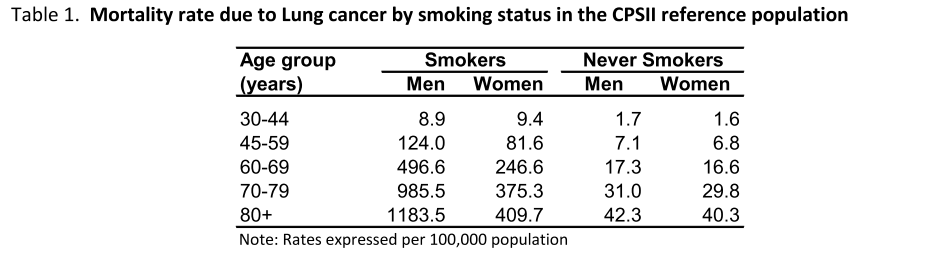 Table 1. Mortality rate due to Lung cancer by smoking status in the CPSII reference population
Age group Smokers Never Smokers
(years) Men Women Men Women
30-44 8.9 9.4 1.7 1.6
45-59 124.0 81.6 7.1 6.8
60-69 496.6 246.6 17.3 16.6
70-79 985.5 375.3 31.0 29.8
80+ 1183.5 409.7 42.3 40.3
Note: Rates expressed per 100,000 population